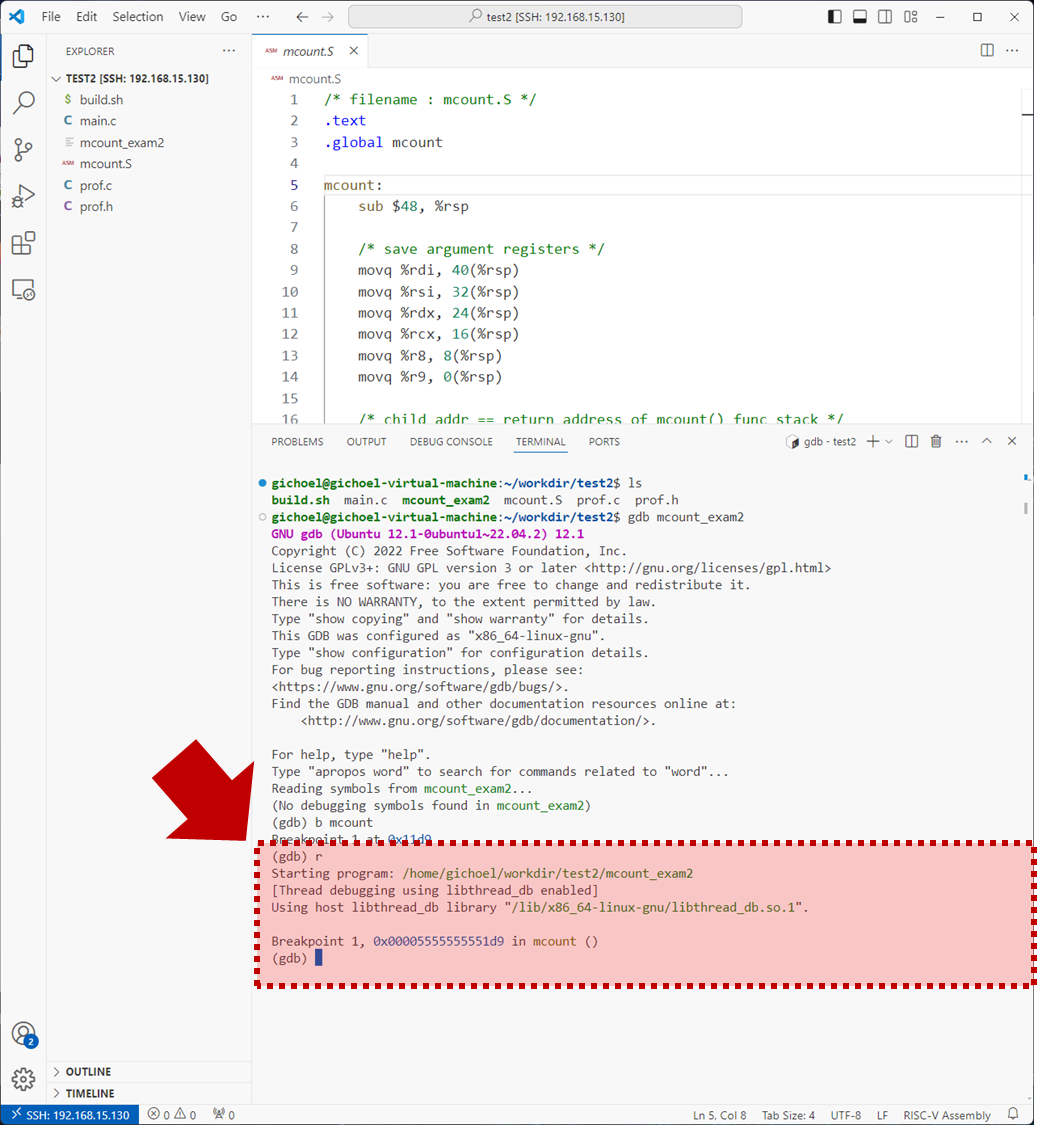 File Edit Selection View Go ··· test2 [SSH: 192.168.15.130]
EXPLORER ···
TEST2 [SSH: 192.168.15.130]
$ build.sh
C main.c
mcount_exam2
ASM mcount.S
C prof.c
C prof.h
OUTLINE
TIMELINE
ASM mcount.S
ASM mcount.S
1 /* filename : mcount.S */
2 .text
3 .global mcount
4
5 mcount:
6 sub $48, %rsp
7
8 /* save argument registers */
9 movq %rdi, 40(%rsp)
10 movq %rsi, 32(%rsp)
11 movq %rdx, 24(%rsp)
12 movq %rcx, 16(%rsp)
13 movq %r8, 8(%rsp)
14 movq %r9, 0(%rsp)
15
16 /* child addr == return address of mcount() func stack */
PROBLEMS OUTPUT DEBUG CONSOLE TERMINAL PORTS gdb - test2
gichoel@gichoel-virtual-machine:~/workdir/test2$ ls
build.sh main.c mcount_exam2 mcount.S prof.c prof.h
gichoel@gichoel-virtual-machine:~/workdir/test2$ gdb mcount_exam2
GNU gdb (Ubuntu 12.1-0ubuntu1~22.04.2) 12.1
Copyright (C) 2022 Free Software Foundation, Inc.
License GPLv3+: GNU GPL version 3 or later <http://gnu.org/licenses/gpl.html>
This is free software: you are free to change and redistribute it.
There is NO WARRANTY, to the extent permitted by law.
Type "show copying" and "show warranty" for details.
This GDB was configured as "x86_64-linux-gnu".
Type "show configuration" for configuration details.
For bug reporting instructions, please see:
<https://www.gnu.org/software/gdb/bugs/>.
Find the GDB manual and other documentation resources online at:
<http://www.gnu.org/software/gdb/documentation/>.
For help, type "help".
Type "apropos word" to search for commands related to "word"...
Reading symbols from mcount_exam2...
(No debugging symbols found in mcount_exam2)
(gdb) b mcount
Breakpoint 1 at 0x11d9
(gdb) r
Starting program: /home/gichoel/workdir/test2/mcount_exam2
[Thread debugging using libthread_db enabled]
Using host libthread_db library "/lib/x86_64-linux-gnu/libthread_db.so.1".
Breakpoint 1, 0x00005555555551d9 in mcount ()
(gdb)
2
SSH: 192.168.15.130 0 0 0 Ln 5, Col 8 Tab Size: 4 UTF-8 LF RISC-V Assembly